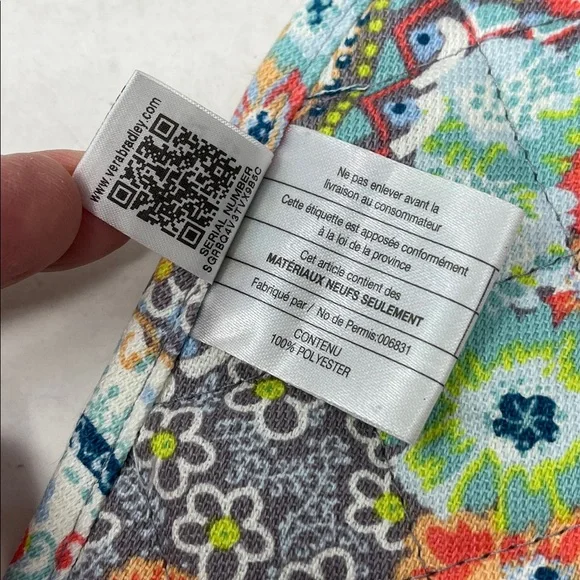 www.verabradley.com
SERIAL NUMBER
SGRBQ4V3TVX985C
Ne pas enlever avant la
livraison au consommateur
Cette étiquette est apposée conformément
à la loi de la province
Cet article contient des
MATÉRIAUX NEUFS SEULEMENT
Fabriqué par / No de Permis:006831
CONTENU
100% POLYESTER